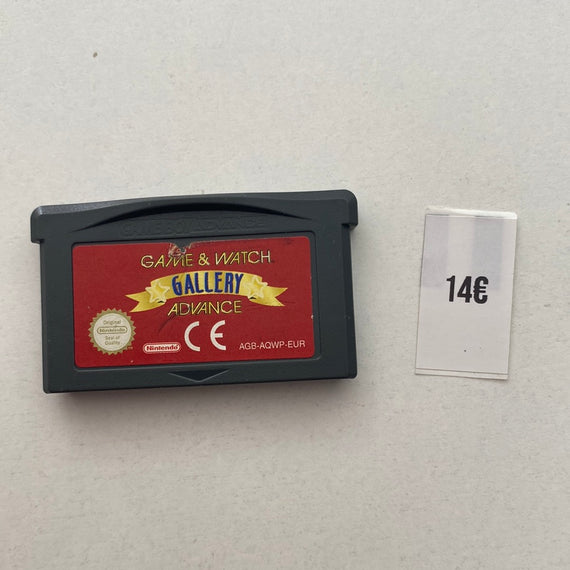 GAME BOY ADVANCE
GAME & WATCH
GALLERY
ADVANCE
Original
Nintendo
Seal of
Quality
Nintendo
CE
AGB-AQWP-EUR
14€